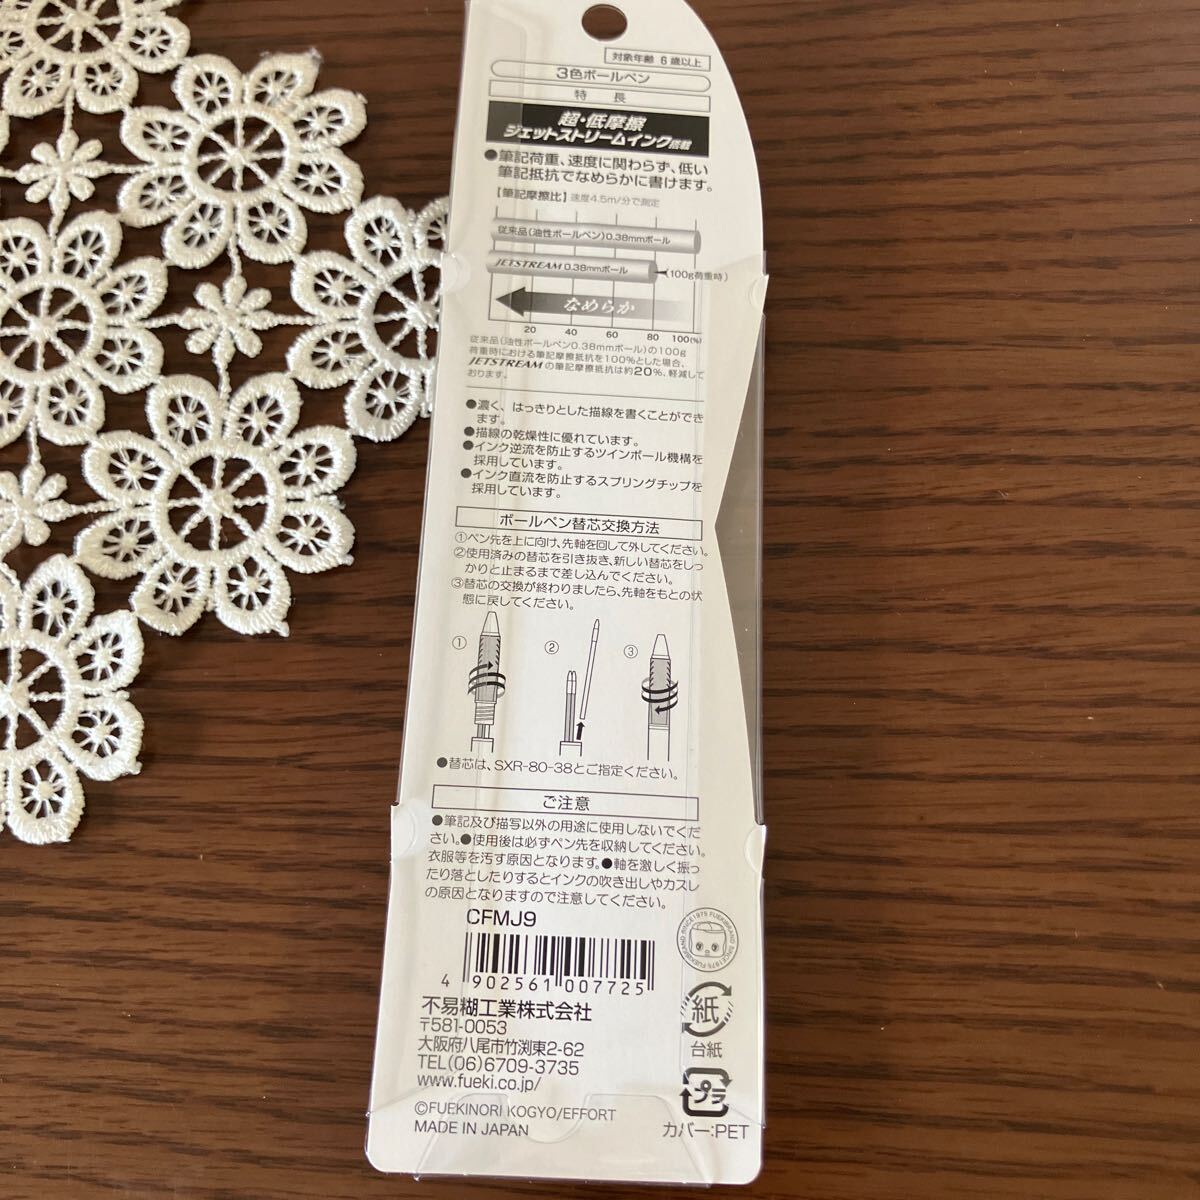 対象年齢 6歳以上
3色ボールペン
特 長
超・低摩擦
ジェットストリームインク搭載
●筆記荷重、速度に関わらず、低い
筆記抵抗でなめらかに書けます。
【筆記摩擦比】速度4.5m/分で測定
従来品(油性ボールペン)0.38mmボール
JETSTREAM 0.38mmボール
(100g荷重時)
なめらか
20 40 60 80 100(%)
従来品(油性ボールペン0.38mmボール)の100g
荷重時における筆記摩擦抵抗を100%とした場合、
JETSTREAMの筆記摩擦抵抗は約20%、軽減して
おります。
●濃く、はっきりとした描線を書くことができ
ます。
●描線の乾燥性に優れています。
●インク逆流を防止するツインボール機構を
採用しています。
●インク直流を防止するスプリングチップを
採用しています。
ボールペン替芯交換方法
①ペン先を上に向け、先軸を回して外してください。
②使用済みの替芯を引き抜き、新しい替芯をしっ
かりと止まるまで差し込んでください。
③替芯の交換が終わりましたら、先軸をもとの状
態に戻してください。
① ② ③
●替芯は、SXR-80-38とご指定ください。
ご注意
●筆記及び描写以外の用途に使用しないでくだ
さい。●使用後は必ずペン先を収納してください。
衣服等を汚す原因となります。●軸を激しく振っ
たり落としたりするとインクの吹き出しやカスレ
の原因となりますので注意してください。
CFMJ9
4 902561 007725
FUEKIBRAND SINCE1975 FUEKIBRAND SINCE1975
不易糊工業株式会社
〒581-0053
大阪府八尾市竹渕東2-62
TEL(06)6709-3735
www.fueki.co.jp/
紙
台紙
プラ
カバー:PET
©FUEKINORI KOGYO/EFFORT
MADE IN JAPAN